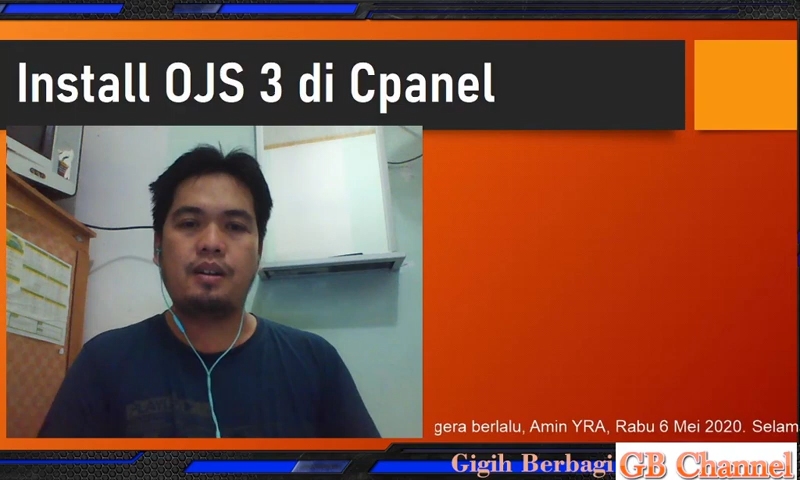 Install OJS 3 di Cpanel
gera berlalu, Amin YRA, Rabu 6 Mei 2020. Selam
Gigih Berbagi GB Channel